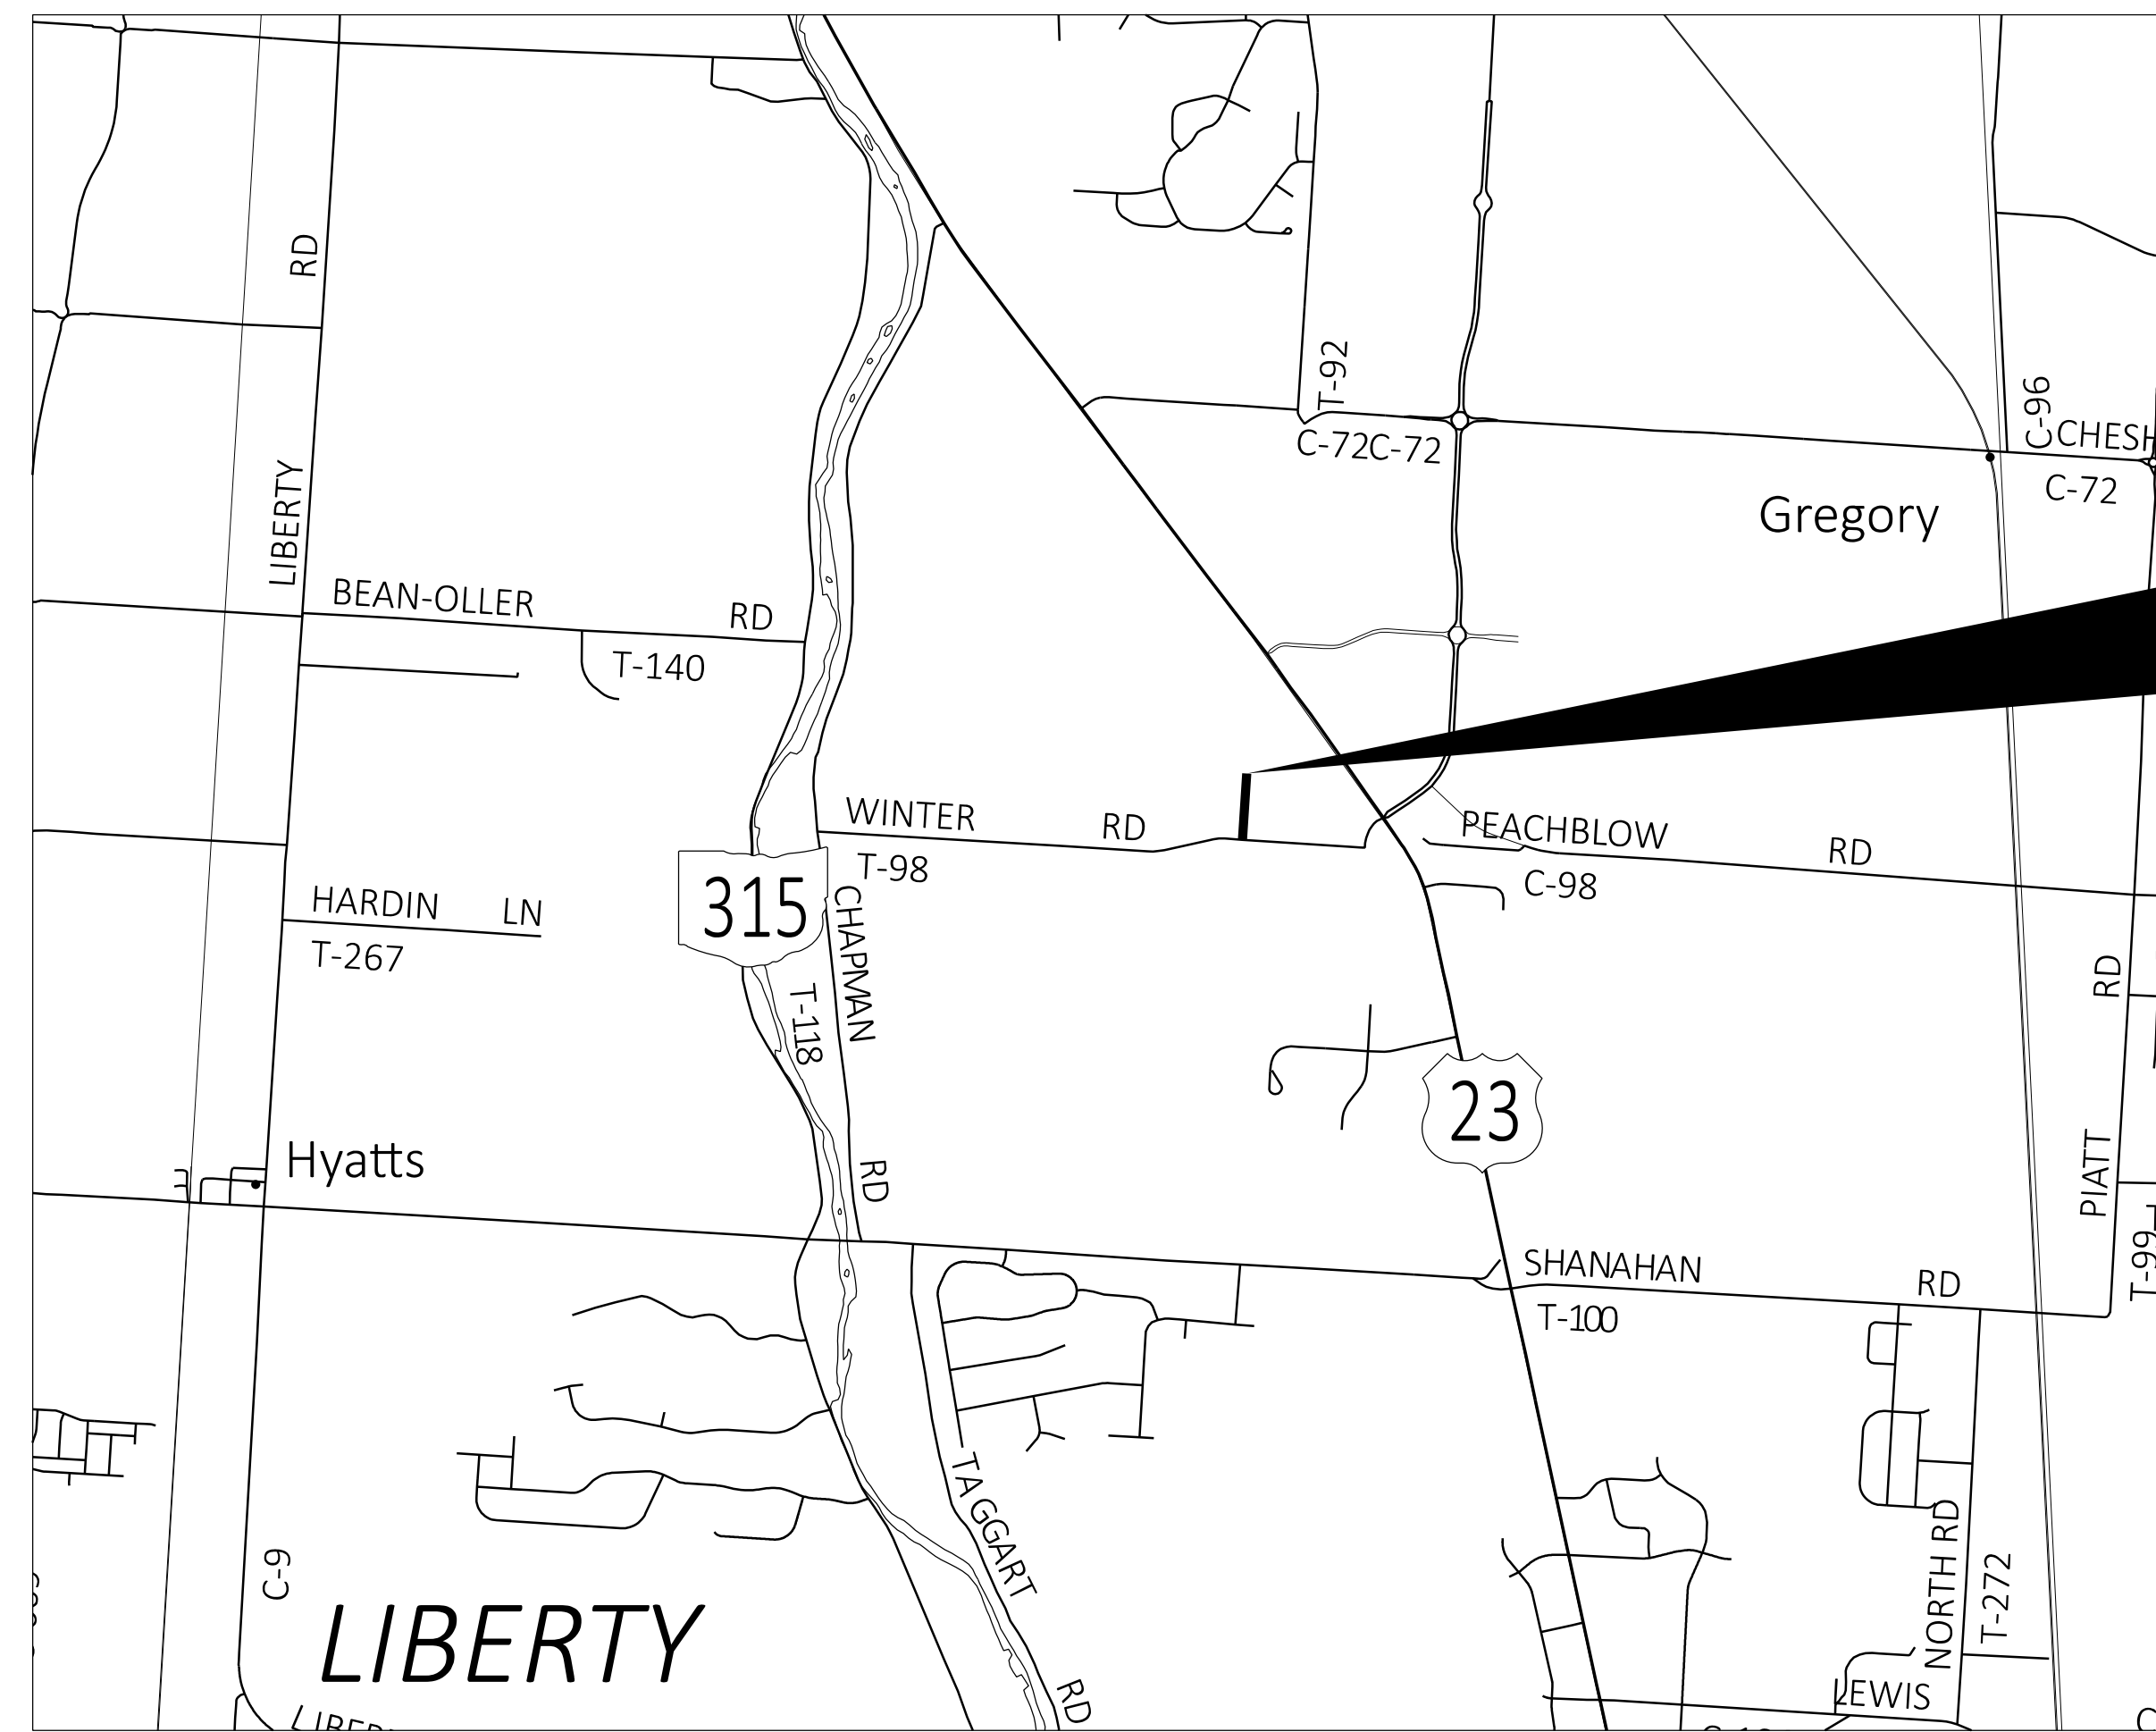 RD
T-92
C-96
CHESH
C-72C-72
C-72
Gregory
LIBERTY
BEAN-OLLER RD
T-140
WINTER RD
T-98
PEACHBLOW RD
C-98
HARDIN LN
T-267
315
CHAPMAN
T-118
RD
RD
23
PIATT
Hyatts
SHANAHAN RD
T-100
T-99
TAGGART
RD
C-9
LIBERTY
NORTH RD
T-272
LEWIS